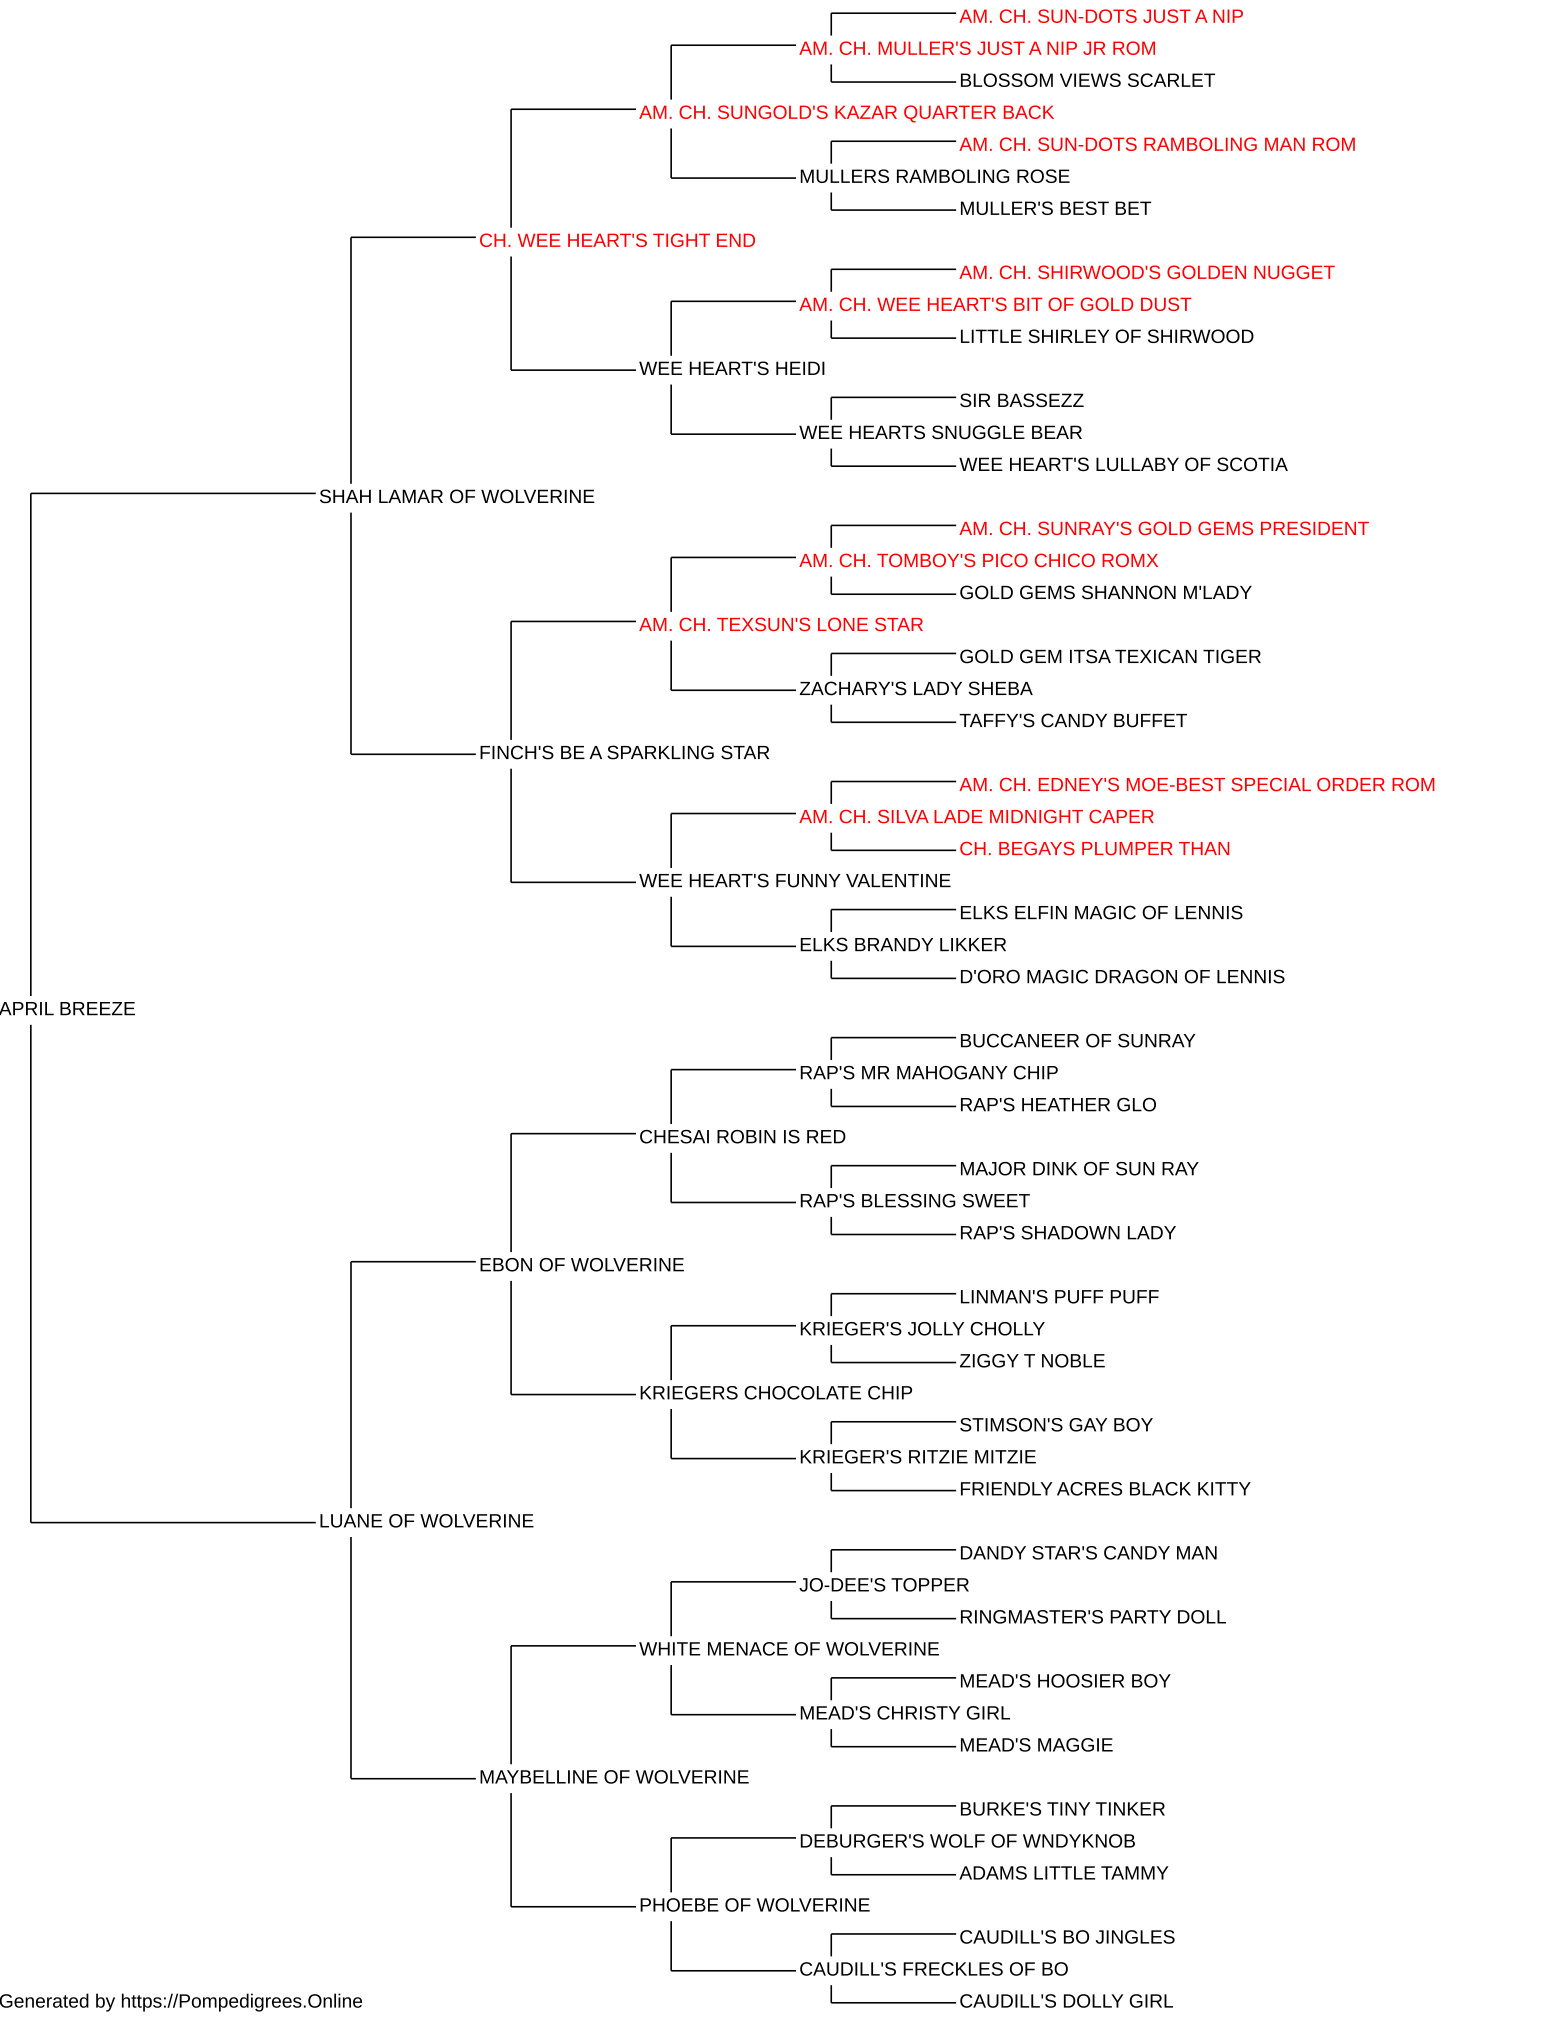 AM. CH. SUN-DOTS JUST A NIP
AM. CH. MULLER'S JUST A NIP JR ROM
BLOSSOM VIEWS SCARLET
AM. CH. SUNGOLD'S KAZAR QUARTER BACK
AM. CH. SUN-DOTS RAMBOLING MAN ROM
MULLERS RAMBOLING ROSE
MULLER'S BEST BET
CH. WEE HEART'S TIGHT END
AM. CH. SHIRWOOD'S GOLDEN NUGGET
AM. CH. WEE HEART'S BIT OF GOLD DUST
LITTLE SHIRLEY OF SHIRWOOD
WEE HEART'S HEIDI
SIR BASSEZZ
WEE HEARTS SNUGGLE BEAR
WEE HEART'S LULLABY OF SCOTIA
SHAH LAMAR OF WOLVERINE
AM. CH. SUNRAY'S GOLD GEMS PRESIDENT
AM. CH. TOMBOY'S PICO CHICO ROMX
GOLD GEMS SHANNON M'LADY
AM. CH. TEXSUN'S LONE STAR
GOLD GEM ITSA TEXICAN TIGER
ZACHARY'S LADY SHEBA
TAFFY'S CANDY BUFFET
FINCH'S BE A SPARKLING STAR
AM. CH. EDNEY'S MOE-BEST SPECIAL ORDER ROM
AM. CH. SILVA LADE MIDNIGHT CAPER
CH. BEGAYS PLUMPER THAN
WEE HEART'S FUNNY VALENTINE
ELKS ELFIN MAGIC OF LENNIS
ELKS BRANDY LIKKER
D'ORO MAGIC DRAGON OF LENNIS
APRIL BREEZE
BUCCANEER OF SUNRAY
RAP'S MR MAHOGANY CHIP
RAP'S HEATHER GLO
CHESAI ROBIN IS RED
MAJOR DINK OF SUN RAY
RAP'S BLESSING SWEET
RAP'S SHADOWN LADY
EBON OF WOLVERINE
LINMAN'S PUFF PUFF
KRIEGER'S JOLLY CHOLLY
ZIGGY T NOBLE
KRIEGERS CHOCOLATE CHIP
STIMSON'S GAY BOY
KRIEGER'S RITZIE MITZIE
FRIENDLY ACRES BLACK KITTY
LUANE OF WOLVERINE
DANDY STAR'S CANDY MAN
JO-DEE'S TOPPER
RINGMASTER'S PARTY DOLL
WHITE MENACE OF WOLVERINE
MEAD'S HOOSIER BOY
MEAD'S CHRISTY GIRL
MEAD'S MAGGIE
MAYBELLINE OF WOLVERINE
BURKE'S TINY TINKER
DEBURGER'S WOLF OF WNDYKNOB
ADAMS LITTLE TAMMY
PHOEBE OF WOLVERINE
CAUDILL'S BO JINGLES
CAUDILL'S FRECKLES OF BO
CAUDILL'S DOLLY GIRL
Generated by https://Pompedigrees.Online